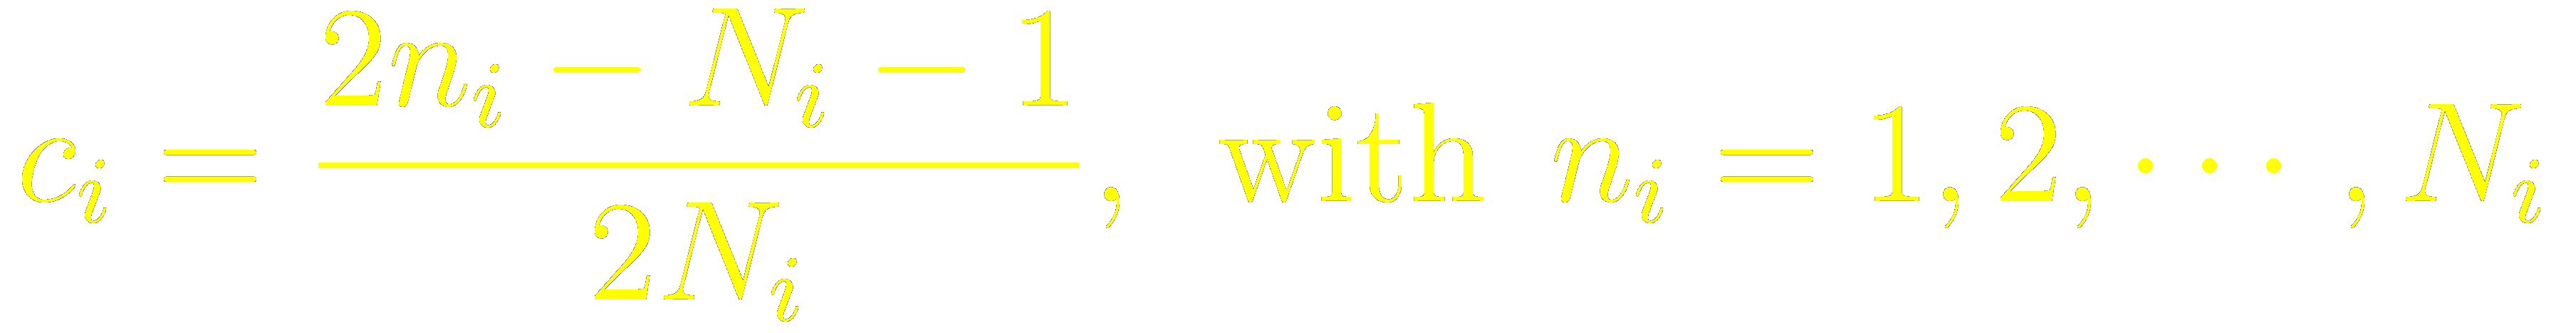 c_i = \frac{2n_i - N_i - 1}{2N_i}, with n_i = 1, 2, \cdots, N_i